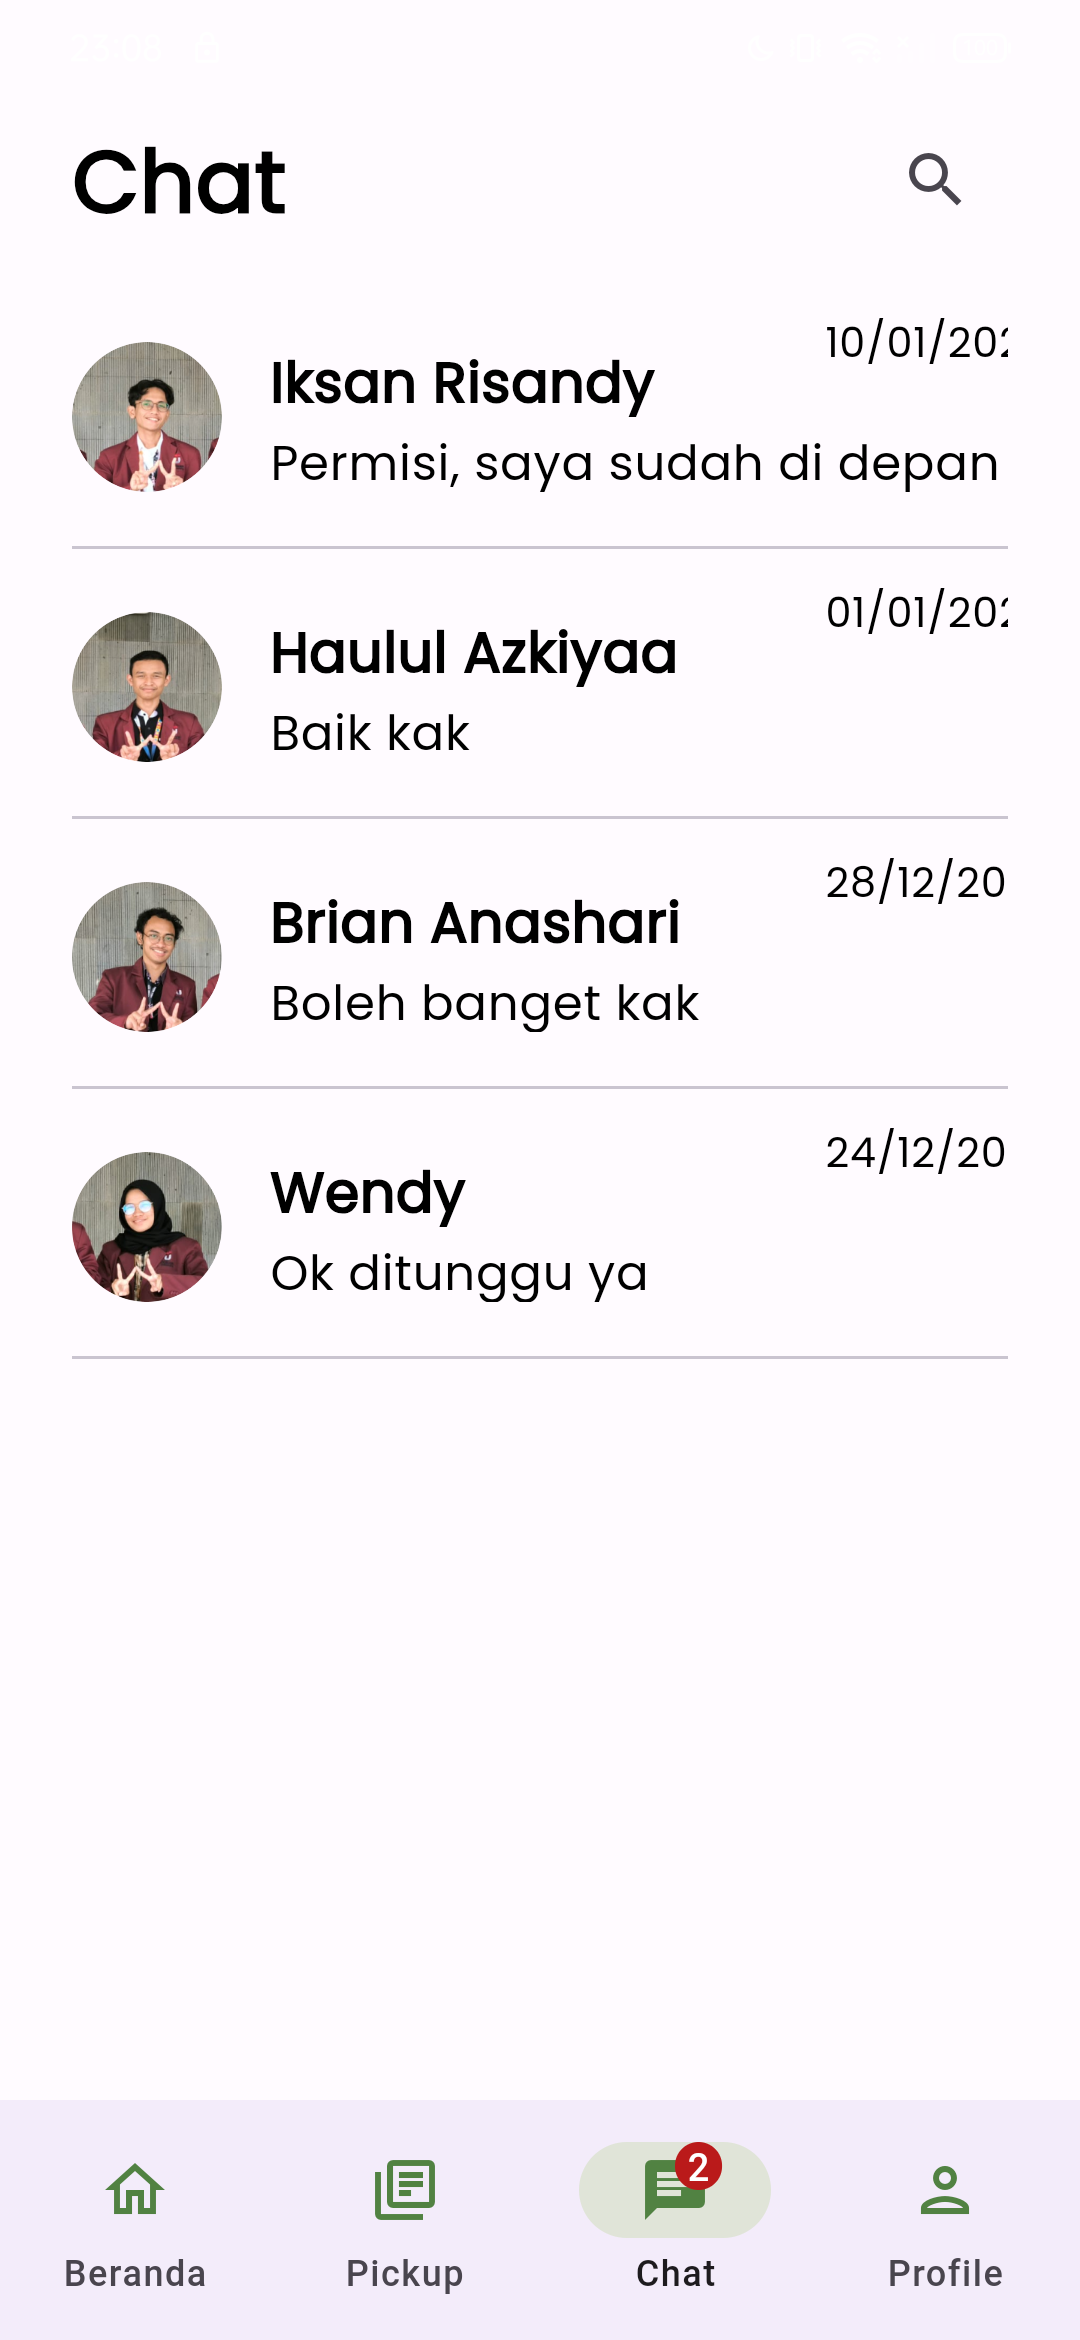 Chat
10/01/202
Iksan Risandy
Permisi, saya sudah di depan
01/01/202
Haulul Azkiyaa
Baik kak
28/12/20
Brian Anashari
Boleh banget kak
24/12/20
Wendy
Ok ditunggu ya
2
Beranda
Pickup
Chat
Profile